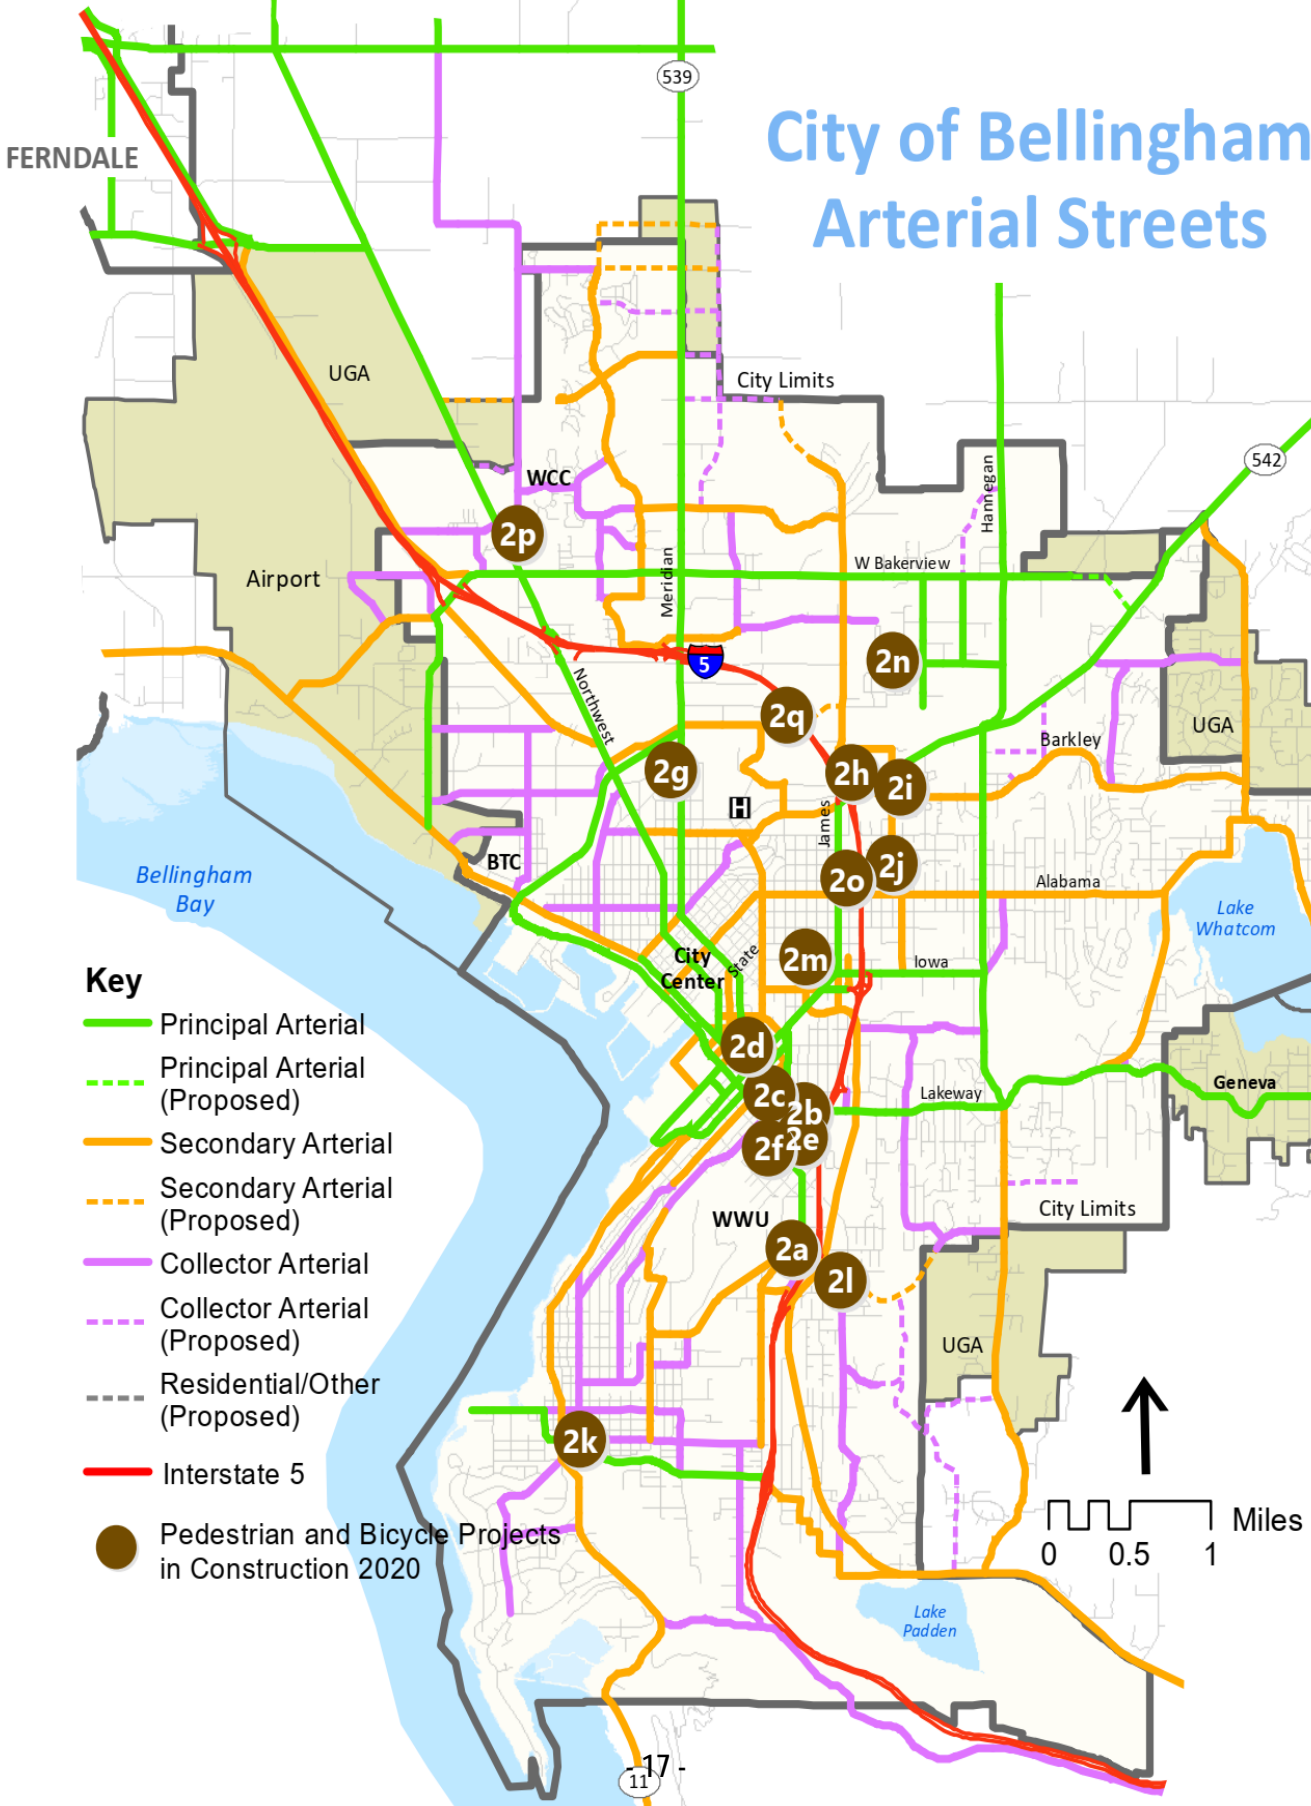 539
City of Bellingham
Arterial Streets
FERNDALE
UGA
City Limits
542
Hannegan
WCC
2p
W Bakerview
Meridian
Airport
5
2n
Northwest
2q
UGA
Barkley
2g
2h
2i
H
James
BTC
2o
2j
Alabama
Bellingham
Bay
Lake
Whatcom
City
Center
State
2m
Iowa
Key
Principal Arterial
Principal Arterial
(Proposed)
Secondary Arterial
Secondary Arterial
(Proposed)
Collector Arterial
Collector Arterial
(Proposed)
Residential/Other
(Proposed)
Interstate 5
Pedestrian and Bicycle Projects
in Construction 2020
2d
2c
2b
Lakeway
Geneva
2f
2e
WWU
City Limits
2a
2l
UGA
2k
Miles
0 0.5 1
Lake
Padden
- 17 -
11